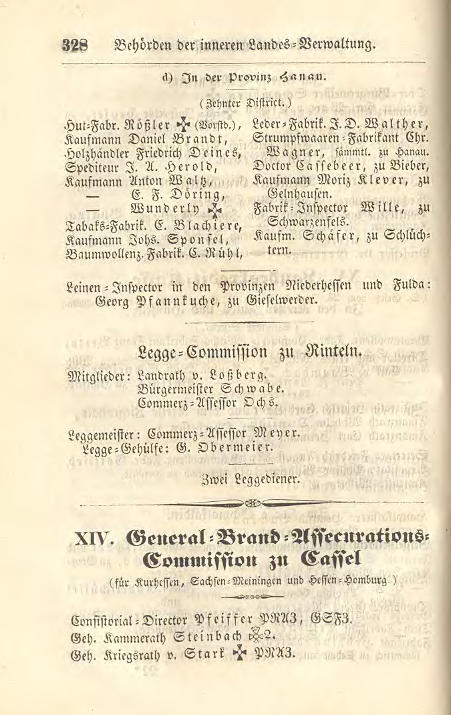 328 Behörden der inneren Landes-Verwaltung.
d) In der Provinz Hanau.
(Zehnter District.)
Hut-Fabr. Rößler ✠ (Vorstd.),
Kaufmann Daniel Brandt,
Holzhändler Friedrich Deines,
Spediteur J. A. Herold,
Kaufmann Anton Waltz,
— E. F. Döring,
— Wunderly ✠
Tabaks-Fabrik. E. Blachiere,
Kaufmann Johs. Sponsel,
Baumwollenz. Fabrik. C. Rühl,
Leder-Fabrik. J. D. Walther,
Strumpfwaaren-Fabrikant Chr.
Wagner, sämmtl. zu Hanau.
Doctor Cassebeer, zu Bieber,
Kaufmann Moriz Klever, zu
Gelnhausen.
Fabrik-Inspector Wille, zu
Schwarzenfels.
Kaufm. Schäfer, zu Schlüch-
tern.
Leinen-Inspector in den Provinzen Niederhessen und Fulda:
Georg Pfannkuche, zu Gieselwerder.
Legge-Commission zu Rinteln.
Mitglieder: Landrath v. Loßberg.
Bürgermeister Schwabe.
Commerz-Assessor Ochs.
Leggemeister: Commerz-Assessor Meyer.
Legge-Gehülfe: G. Obermeier.
Zwei Leggediener.
XIV. General-Brand-Assecurations-
Commission zu Cassel
(für Kurhessen, Sachsen-Meiningen und Hessen-Homburg.)
Consistorial-Director Pfeiffer PRA3, GSF3.
Geh. Kammerrath Steinbach 2.
Geh. Kriegsrath v. Stark ✠ PRA3.